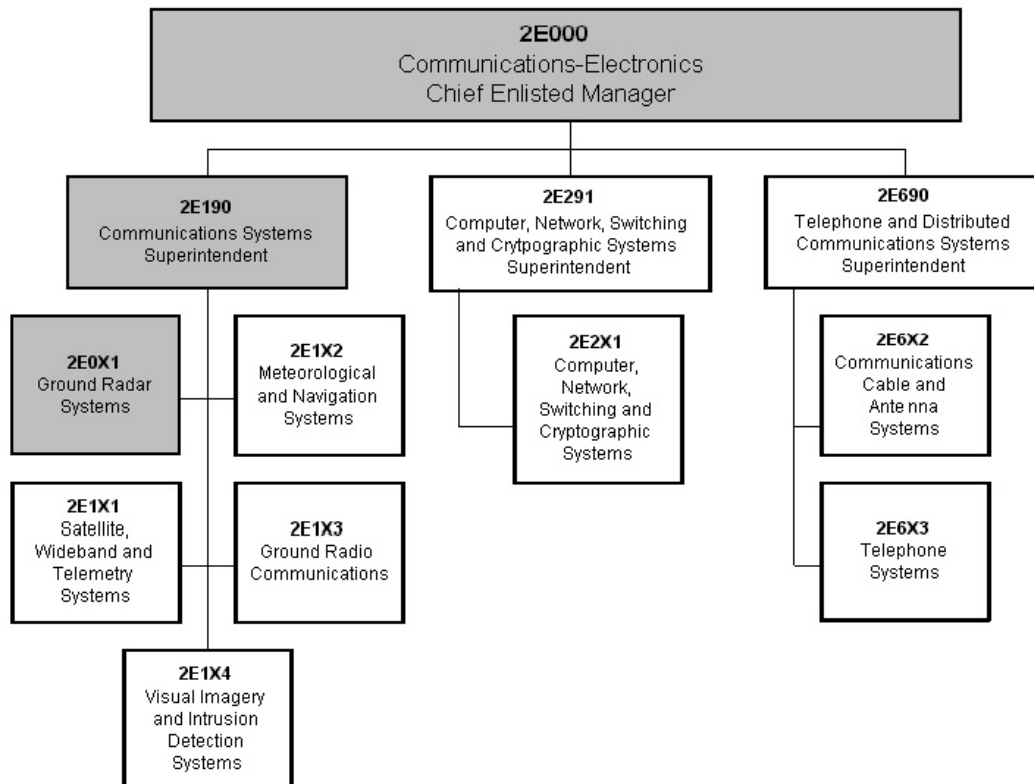 2E000
Communications-Electronics
Chief Enlisted Manager
2E190
Communications Systems
Superintendent
2E291
Computer, Network, Switching
and Crytpographic Systems
Superintendent
2E690
Telephone and Distributed
Communications Systems
Superintendent
2E0X1
Ground Radar
Systems
2E1X2
Meteorological
and Navigation
Systems
2E2X1
Computer,
Network,
Switching and
Cryptographic
Systems
2E6X2
Communications
Cable and
Antenna
Systems
2E1X1
Satellite,
Wideband and
Telemetry
Systems
2E1X3
Ground Radio
Communications
2E6X3
Telephone
Systems
2E1X4
Visual Imagery
and Intrusion
Detection
Systems